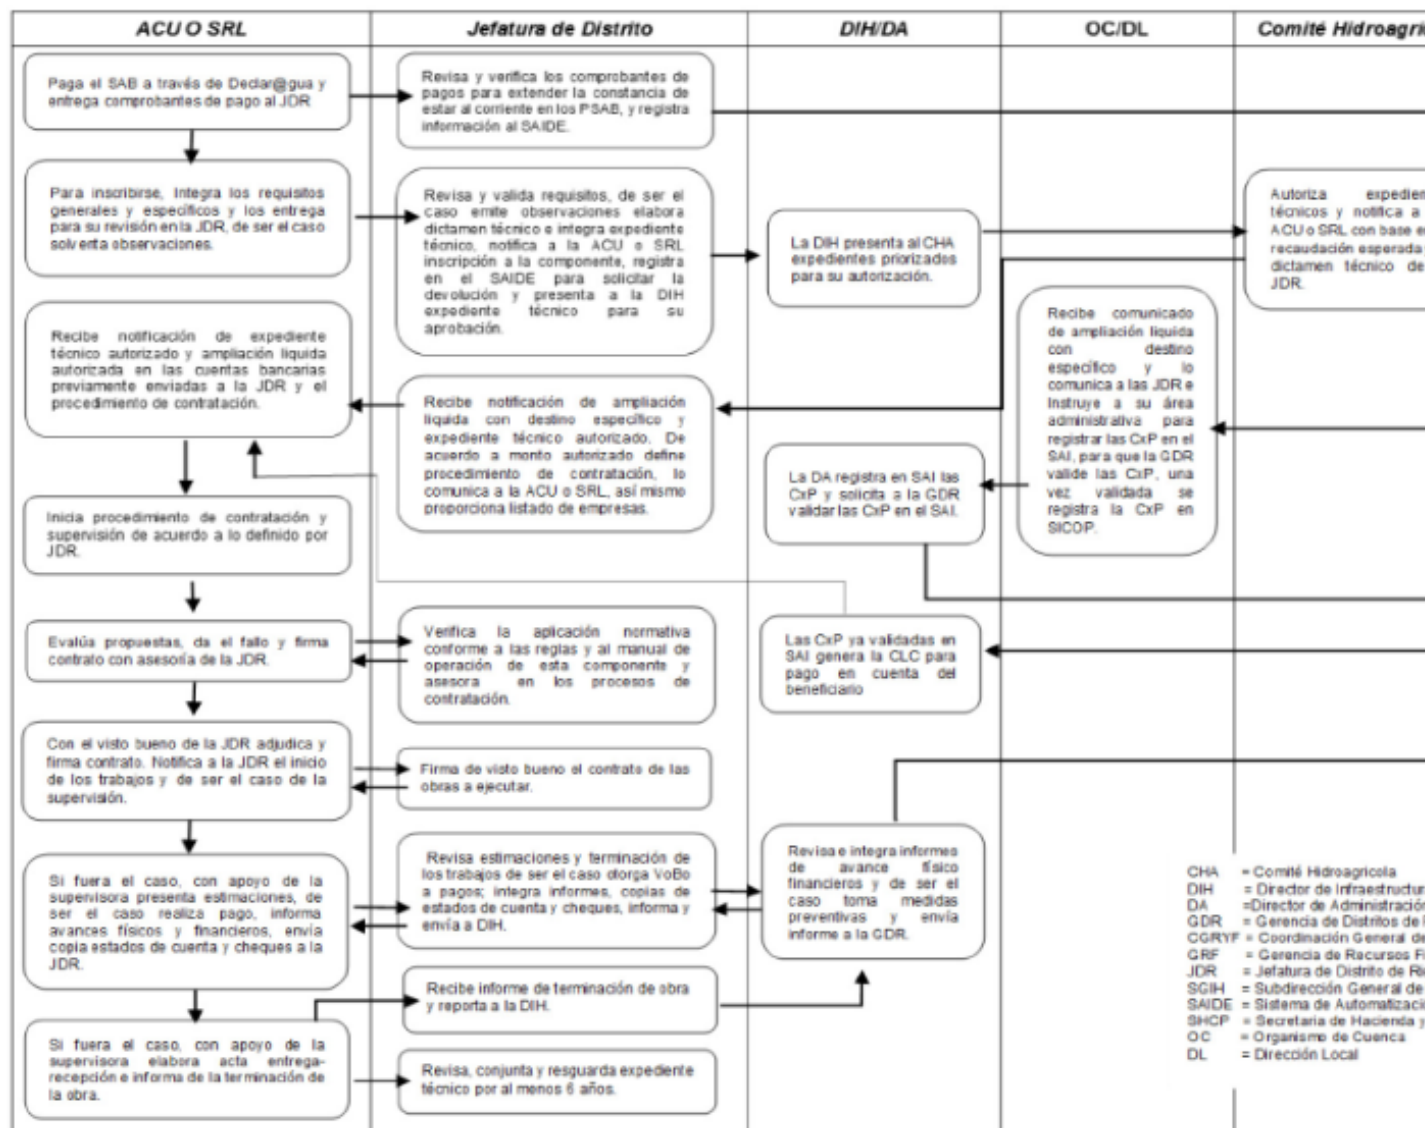 ACU O SRL
Jefatura de Distrito
DIH/DA
OC/DL
Comité Hidroagrí
Paga el SAB a través de Declar@gua y
entrega comprobantes de pago al JDR
Revisa y verifica los comprobantes de
pagos para extender la constancia de
estar al corriente en los PSAB, y registra
información al SAIDE.
Para inscribirse, Integra los requisitos
generales y específicos y los entrega
para su revisión en la JDR, de ser el caso
solventa observaciones.
Revisa y valida requisitos, de ser el
caso emite observaciones elabora
dictamen técnico e integra expediente
técnico, notifica a la ACU o SRL
inscripción a la componente, registra
en el SAIDE para solicitar la
devolución y presenta a la DIH
expediente técnico para su
aprobación.
La DIH presenta al CHA
expedientes priorizados
para su autorización.
Autoriza expedien
técnicos y notifica a
ACU o SRL con base e
recaudación esperada
dictamen técnico de
JDR.
Recibe comunicado
de ampliación liquida
con destino
específico y lo
comunica a las JDR e
Instruye a su área
administrativa para
registrar las CxP en el
SAI, para que la GDR
valide las CxP, una
vez validada se
registra la CxP en
SICOP.
Recibe notificación de expediente
técnico autorizado y ampliación liquida
autorizada en las cuentas bancarias
previamente enviadas a la JDR y el
procedimiento de contratación.
Recibe notificación de ampliación
liquida con destino específico y
expediente técnico autorizado. De
acuerdo a monto autorizado define
procedimiento de contratación, lo
comunica a la ACU o SRL, así mismo
proporciona listado de empresas.
La DA registra en SAI las
CxP y solicita a la GDR
validar las CxP en el SAI.
Inicia procedimiento de contratación y
supervisión de acuerdo a lo definido por
JDR.
Evalúa propuestas, da el fallo y firma
contrato con asesoría de la JDR.
Verifica la aplicación normativa
conforme a las reglas y al manual de
operación de esta componente y
asesora en los procesos de
contratación.
Las CxP ya validadas en
SAI genera la CLC para
pago en cuenta del
beneficiario
Con el visto bueno de la JDR adjudica y
firma contrato. Notifica a la JDR el inicio
de los trabajos y de ser el caso de la
supervisión.
Firma de visto bueno el contrato de las
obras a ejecutar.
Si fuera el caso, con apoyo de la
supervisora presenta estimaciones, de
ser el caso realiza pago, informa
avances físicos y financieros, envía
copia estados de cuenta y cheques a la
JDR.
Revisa estimaciones y terminación de
los trabajos de ser el caso otorga VoBo
a pagos; integra informes, copias de
estados de cuenta y cheques, informa y
envía a DIH.
Revisa e integra informes
de avance físico
financieros y de ser el
caso toma medidas
preventivas y envía
informe a la GDR.
Recibe informe de terminación de obra
y reporta a la DIH.
Si fuera el caso, con apoyo de la
supervisora elabora acta entrega-
recepción e informa de la terminación de
la obra.
Revisa, conjunta y resguarda expediente
técnico por al menos 6 años.
CHA = Comité Hidroagrícola
DIH = Director de Infraestructur
DA =Director de Administración
GDR = Gerencia de Distritos de
CGRYF = Coordinación General de
GRF = Gerencia de Recursos Fi
JDR = Jefatura de Distrito de Rie
SGIH = Subdirección General de
SAIDE = Sistema de Automatizació
SHCP = Secretaria de Hacienda y
OC = Organismo de Cuenca
DL = Dirección Local